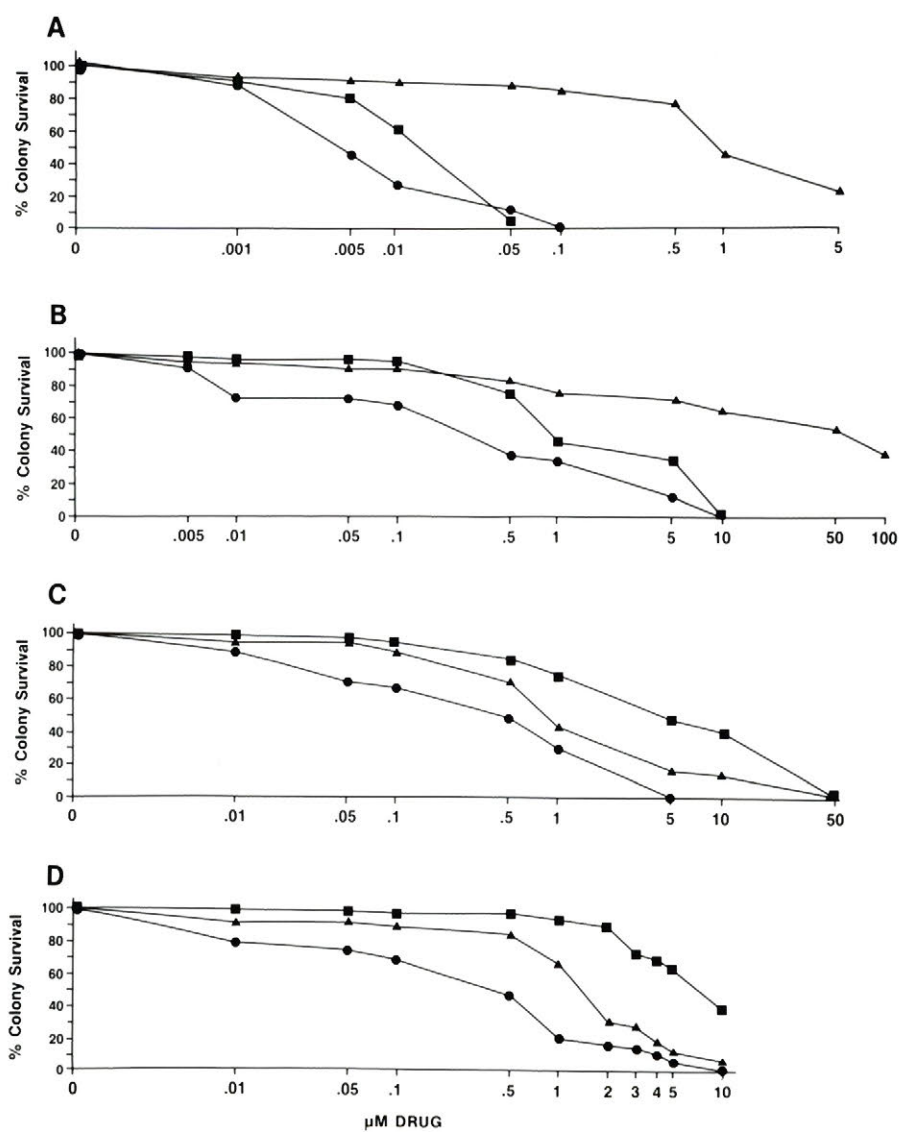 A
% Colony Survival
100
80
60
40
20
0
0 .001 .005 .01 .05 .1 .5 1 5
B
% Colony Survival
100
80
60
40
20
0
0 .005 .01 .05 .1 .5 1 5 10 50 100
C
% Colony Survival
100
80
60
40
20
0
0 .01 .05 .1 .5 1 5 10 50
D
% Colony Survival
100
80
60
40
20
0
0 .01 .05 .1 .5 1 2 3 4 5 10
µM DRUG